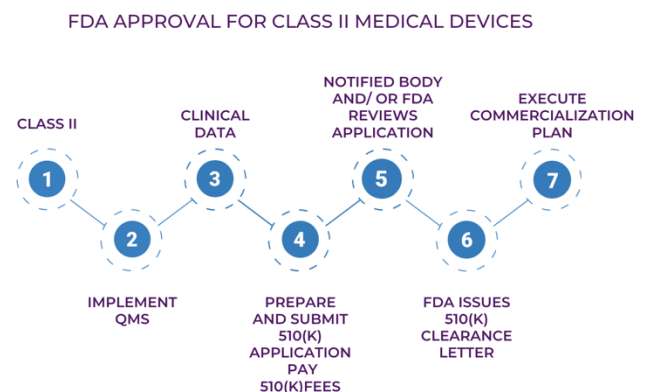 FDA APPROVAL FOR CLASS II MEDICAL DEVICES
CLASS II
1
2
IMPLEMENT
QMS
CLINICAL
DATA
3
4
PREPARE
AND SUBMIT
510(K)
APPLICATION
PAY
510(K)FEES
NOTIFIED BODY
AND/ OR FDA
REVIEWS
APPLICATION
5
6
FDA ISSUES
510(K)
CLEARANCE
LETTER
EXECUTE
COMMERCIALIZATION
PLAN
7